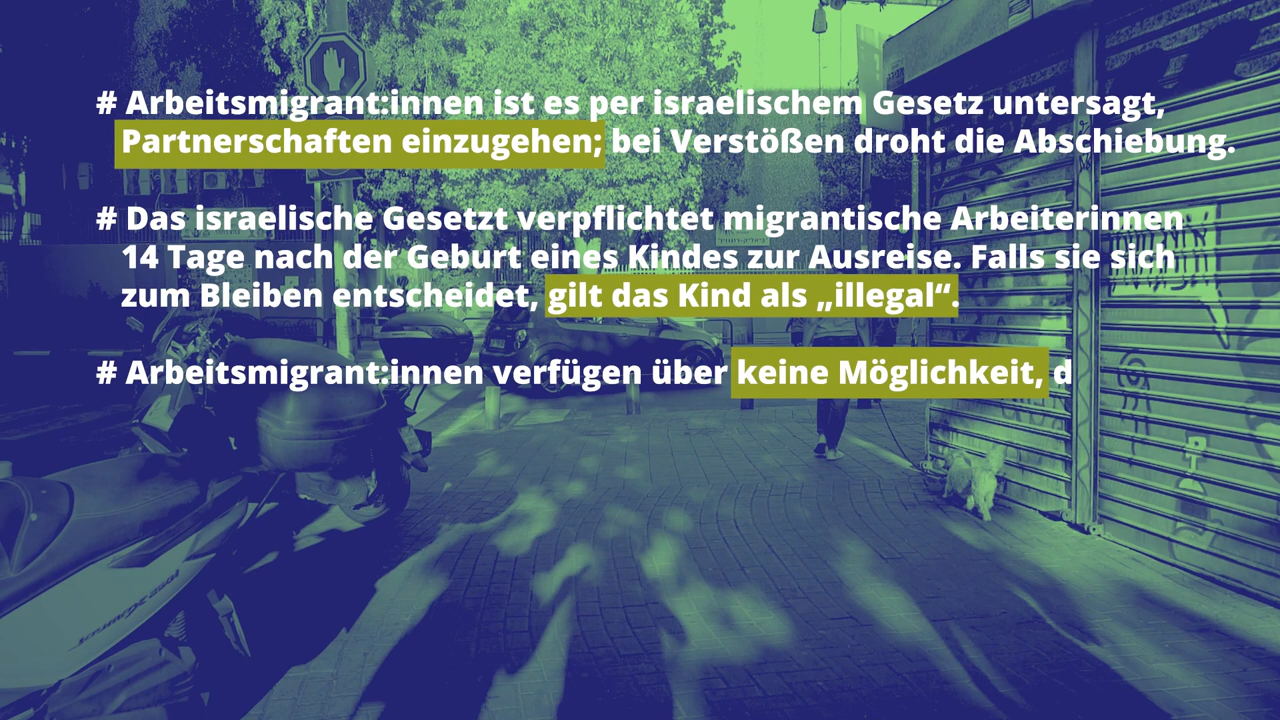 # Arbeitsmigrant:innen ist es per israelischem Gesetz untersagt,
Partnerschaften einzugehen; bei Verstößen droht die Abschiebung.
# Das israelische Gesetzt verpflichtet migrantische Arbeiterinnen
14 Tage nach der Geburt eines Kindes zur Ausreise. Falls sie sich
zum Bleiben entscheidet, gilt das Kind als „illegal“.
# Arbeitsmigrant:innen verfügen über keine Möglichkeit, d